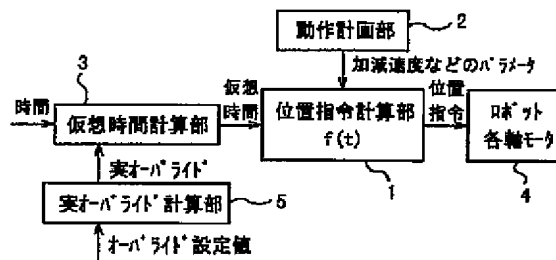 2
動作計画部
加減速度などのパラメータ
3
時間
仮想時間計算部
仮想
時間
位置指令計算部
f(t)
位置
指令
ロボット
各軸モータ
1
4
実オーバライド
実オーバライド計算部
5
オーバライド設定値